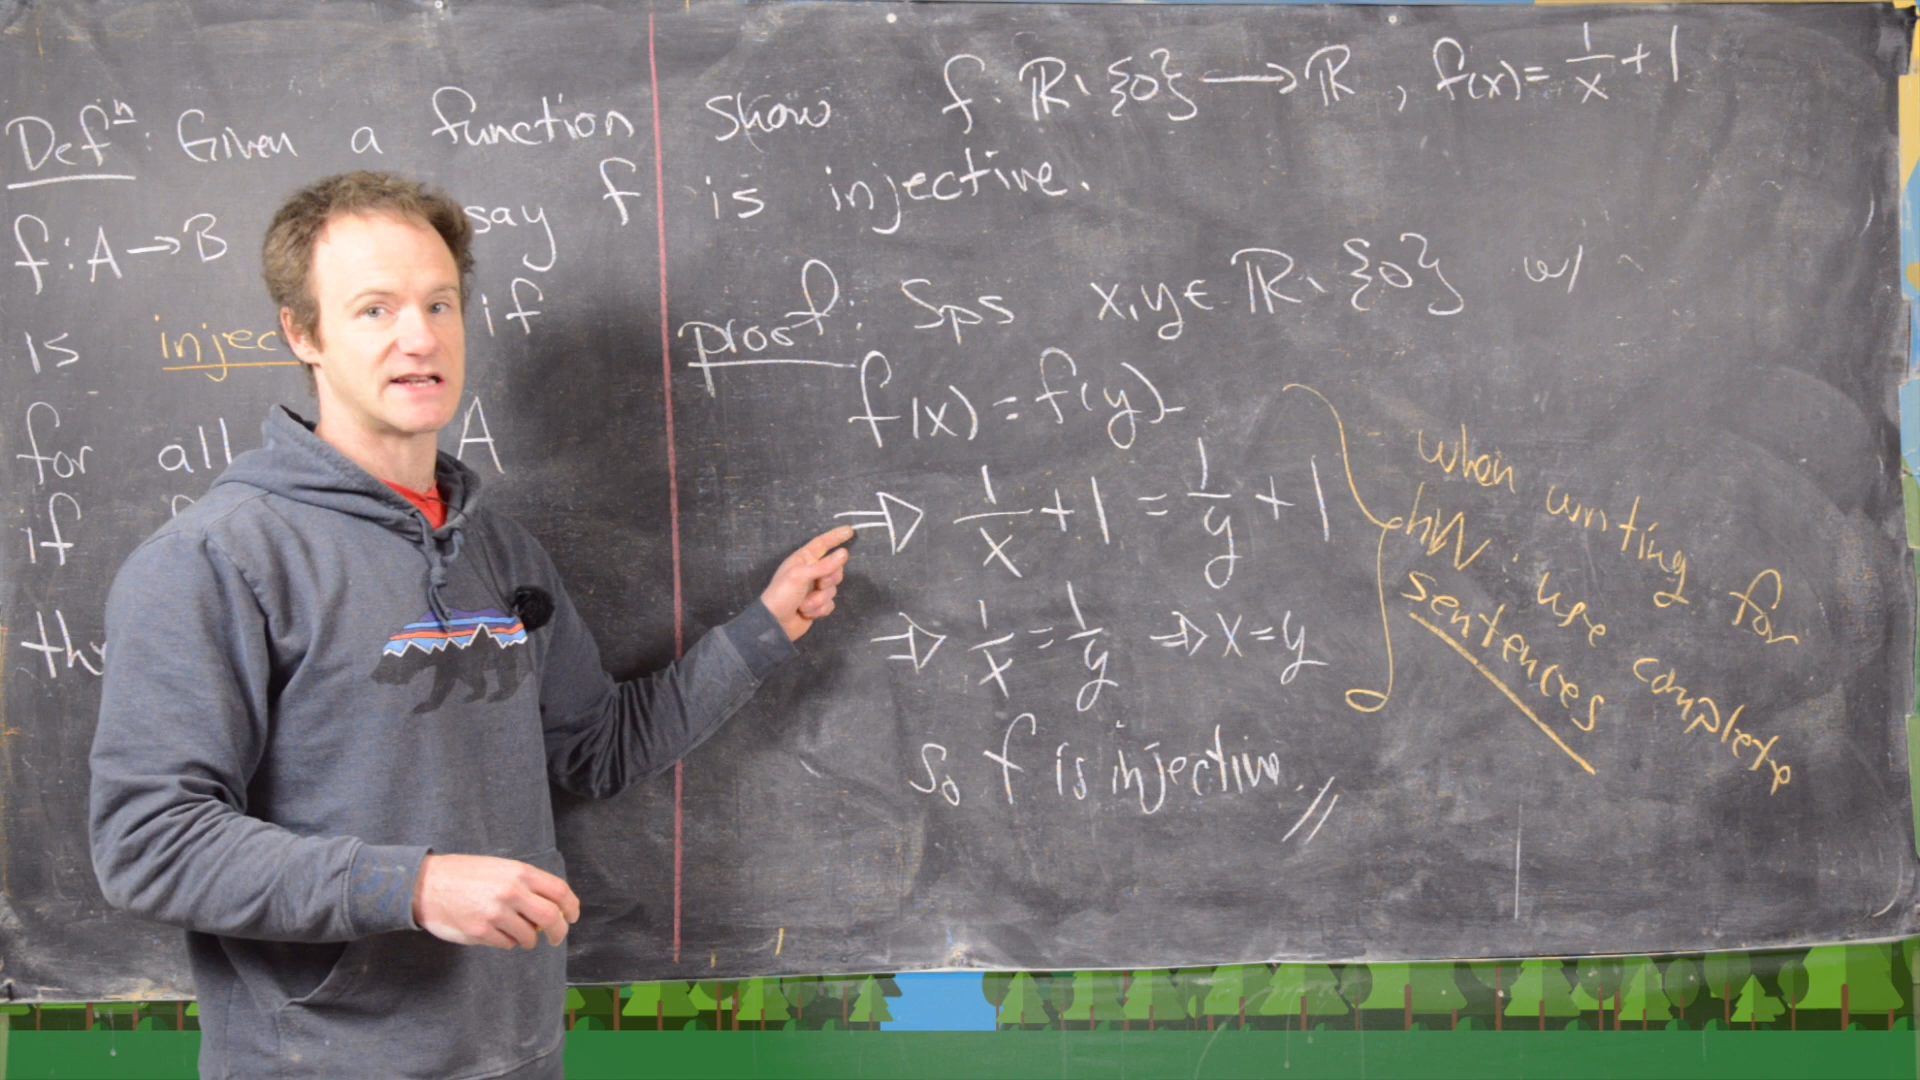 Defⁿ: Given a function
f: A → B say f
is injec if
for all A
if
th
Show f: ℝ∖{0} ⟶ ℝ, f(x) = 1/x + 1
is injective.
proof: Sps x,y ∈ ℝ∖{0} w/
f(x) = f(y)
⇒ 1/x + 1 = 1/y + 1
⇒ 1/x = 1/y ⇒ x = y
So f is injective. //
when writing for
hW: use complete
sentences